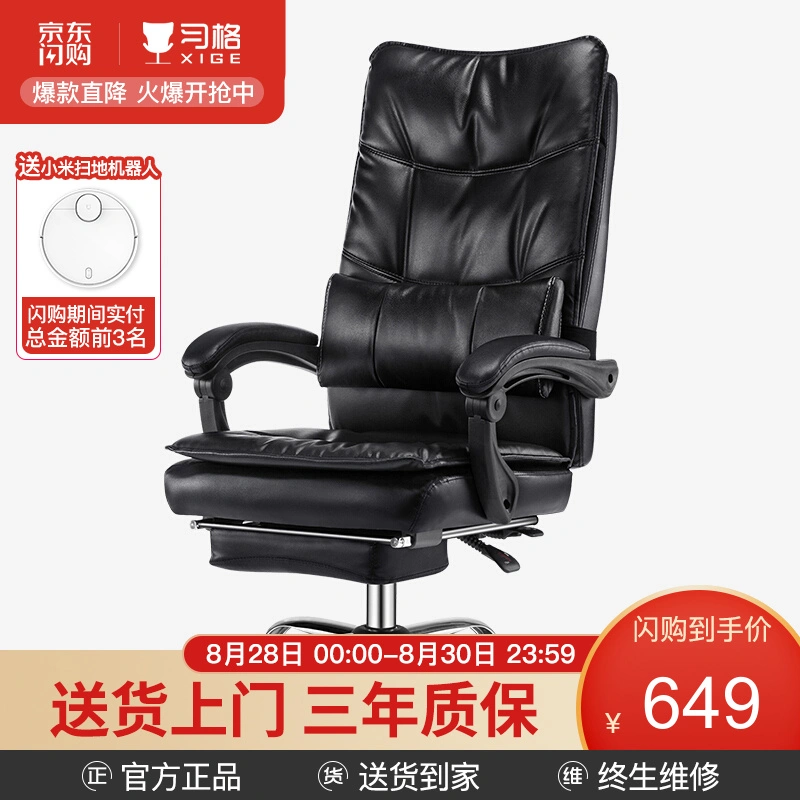 京东
闪购
习格
XIGE
爆款直降 火爆开抢中
送小米扫地机器人
闪购期间实付
总金额前3名
8月28日 00:00-8月30日 23:59
闪购到手价
¥ 649
送货上门 三年质保
正 官方正品
货 送货到家
维 终生维修